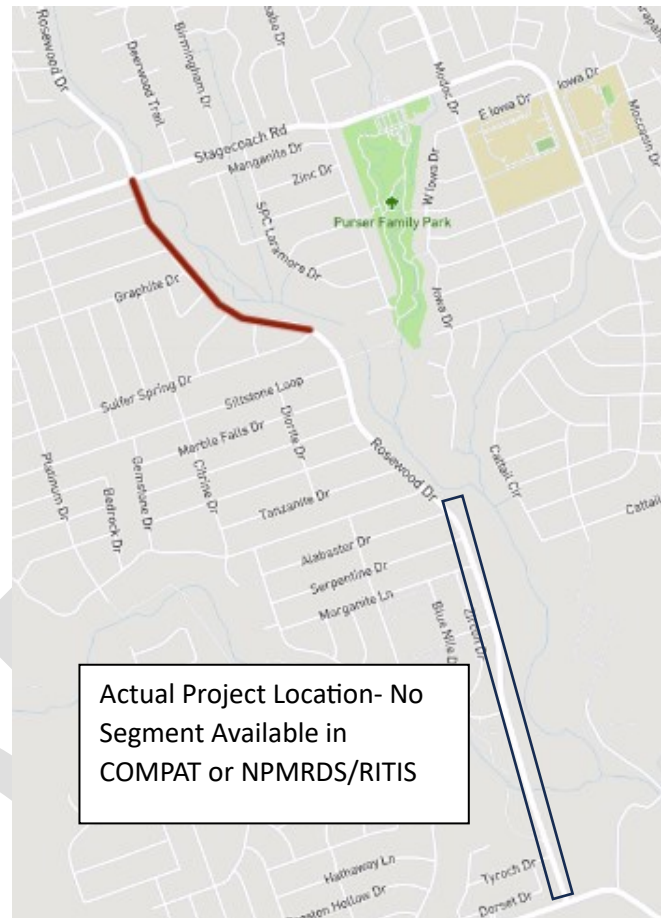 Rosewood Dr
Deerwood Trail
Birmingham Dr
Modoc Dr
Iowa Dr
E Iowa Dr
Moccasin Dr
Stagecoach Rd
Manganite Dr
Zinc Dr
W Iowa Dr
Purser Family Park
SPC Laramore Dr
Graphite Dr
Iowa Dr
Sulfer Spring Dr
Siltstone Loop
Marble Falls Dr
Diorite Dr
Citrine Dr
Gemstone Dr
Platinum Dr
Bedrock Dr
Rosewood Dr
Cattail Cir
Cattail
Tanzanite Dr
Alabaster Dr
Serpentine Dr
Morganite Ln
Blue Nile D
Zircon Dr
Actual Project Location- No
Segment Available in
COMPAT or NPMRDS/RITIS
Hathaway Ln
Hollow Dr
Tyroch Dr
Dorset Dr